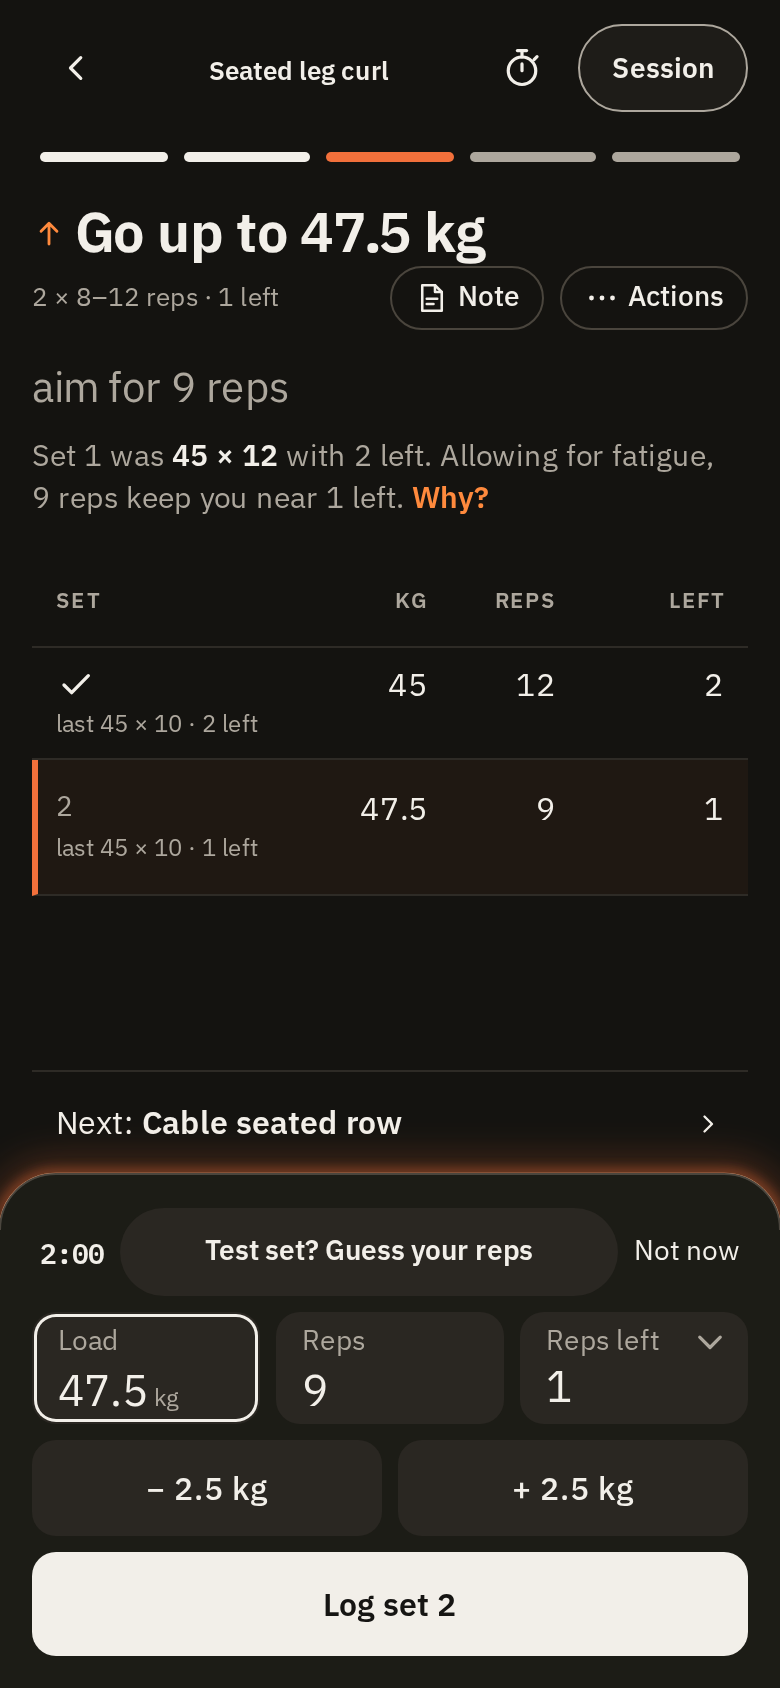 Seated leg curl
Session
↑ Go up to 47.5 kg
2 × 8–12 reps · 1 left
Note
··· Actions
aim for 9 reps
Set 1 was 45 × 12 with 2 left. Allowing for fatigue,
9 reps keep you near 1 left. Why?
SET KG REPS LEFT
✓ 45 12 2
last 45 × 10 · 2 left
2 47.5 9 1
last 45 × 10 · 1 left
Next: Cable seated row
2:00 Test set? Guess your reps Not now
Load Reps Reps left
47.5 kg 9 1
− 2.5 kg + 2.5 kg
Log set 2